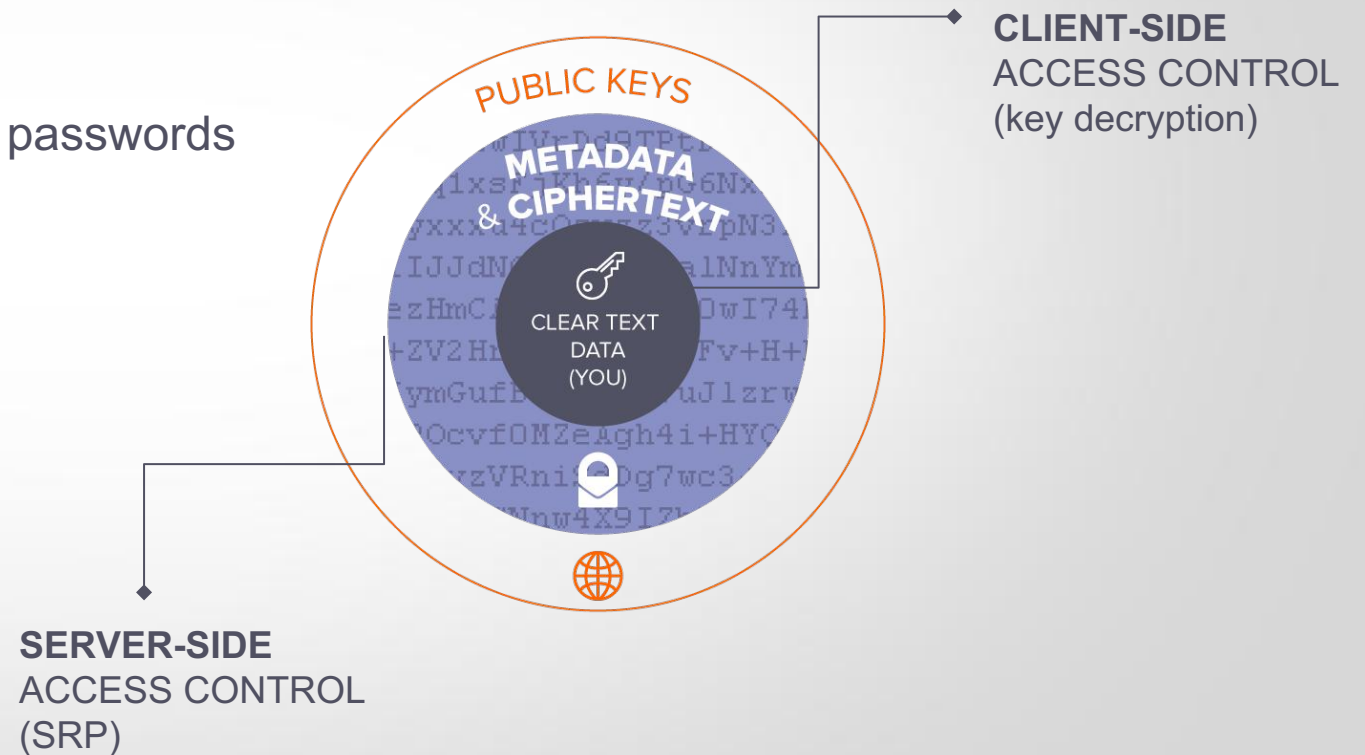 CLIENT-SIDE
ACCESS CONTROL
(key decryption)
passwords
PUBLIC KEYS
METADATA
& CIPHERTEXT
CLEAR TEXT
DATA
(YOU)
SERVER-SIDE
ACCESS CONTROL
(SRP)